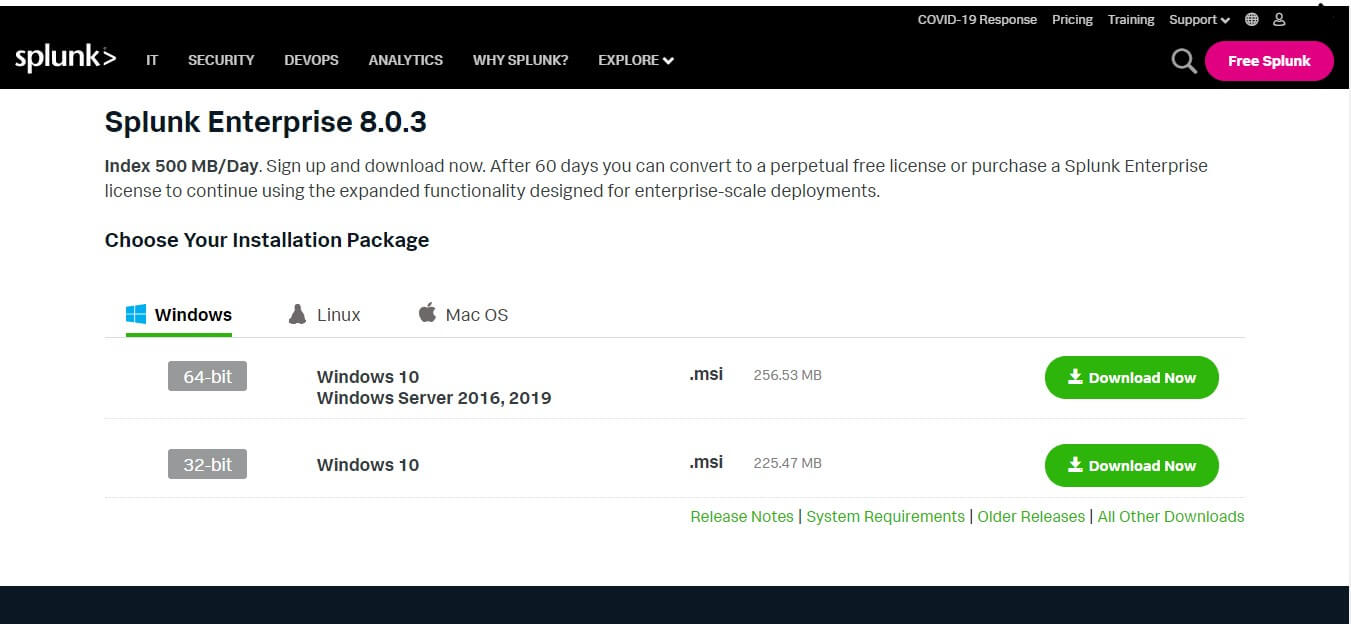 COVID-19 Response Pricing Training Support
splunk> IT SECURITY DEVOPS ANALYTICS WHY SPLUNK? EXPLORE Free Splunk
Splunk Enterprise 8.0.3
Index 500 MB/Day. Sign up and download now. After 60 days you can convert to a perpetual free license or purchase a Splunk Enterprise
license to continue using the expanded functionality designed for enterprise-scale deployments.
Choose Your Installation Package
Windows Linux Mac OS
64-bit Windows 10 .msi 256.53 MB Download Now
Windows Server 2016, 2019
32-bit Windows 10 .msi 225.47 MB Download Now
Release Notes | System Requirements | Older Releases | All Other Downloads